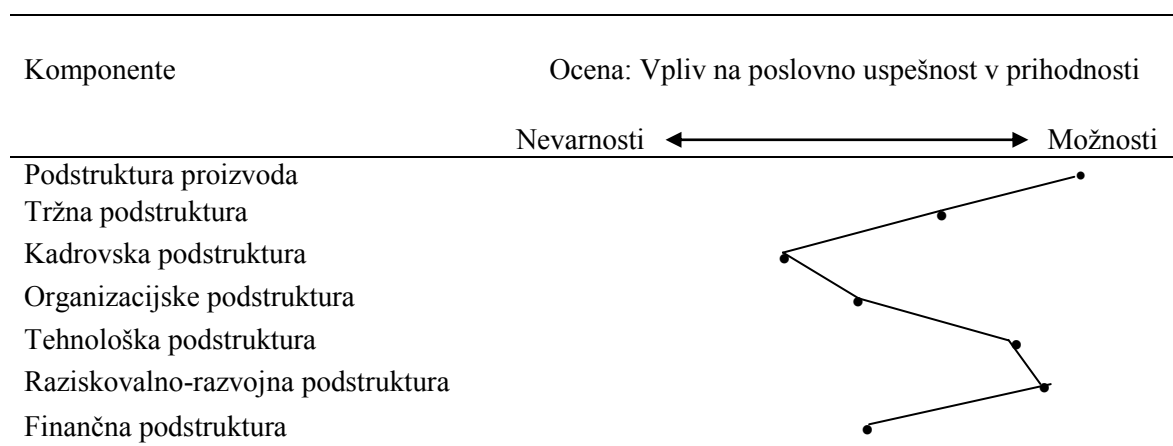 Komponente Ocena: Vpliv na poslovno uspešnost v prihodnosti
Nevarnosti Možnosti
Podstruktura proizvoda
Tržna podstruktura
Kadrovska podstruktura
Organizacijske podstruktura
Tehnološka podstruktura
Raziskovalno-razvojna podstruktura
Finančna podstruktura